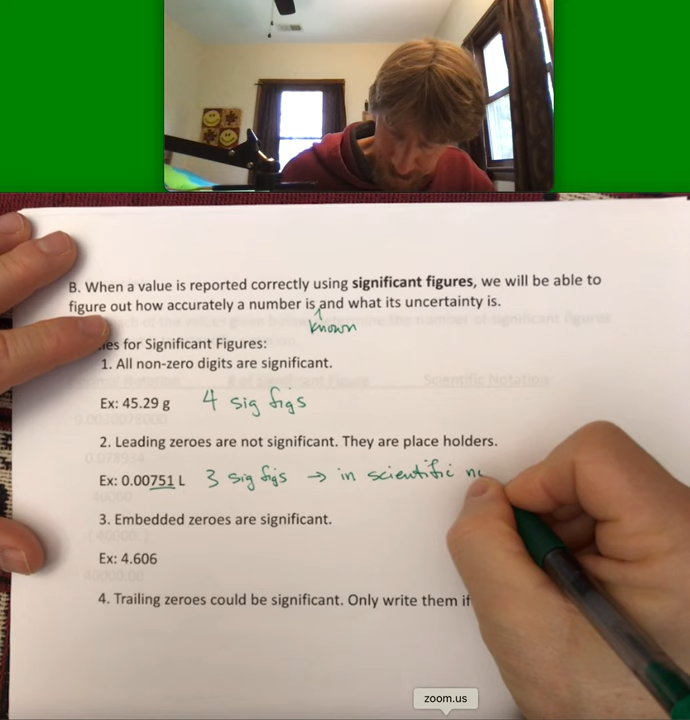 B. When a value is reported correctly using significant figures, we will be able to
figure out how accurately a number is and what its uncertainty is.
known
for Significant Figures:
1. All non-zero digits are significant.
Ex: 45.29 g 4 sig figs
2. Leading zeroes are not significant. They are place holders.
Ex: 0.00751 L 3 sig figs → in scientific
3. Embedded zeroes are significant.
Ex: 4.606
4. Trailing zeroes could be significant. Only write them if
zoom.us